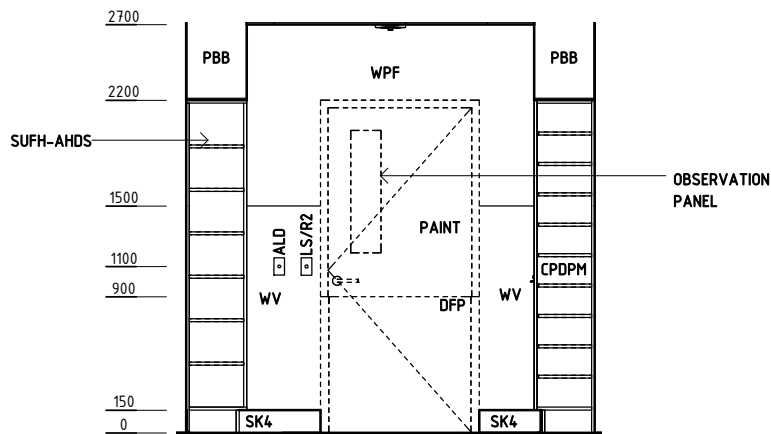 2700
PBB
PBB
WPF
2200
SUFH-AHDS
OBSERVATION
PANEL
1500
PAINT
ALD
LS/R2
1100
CPDPM
WV
WV
900
DFP
150
SK4
SK4
0